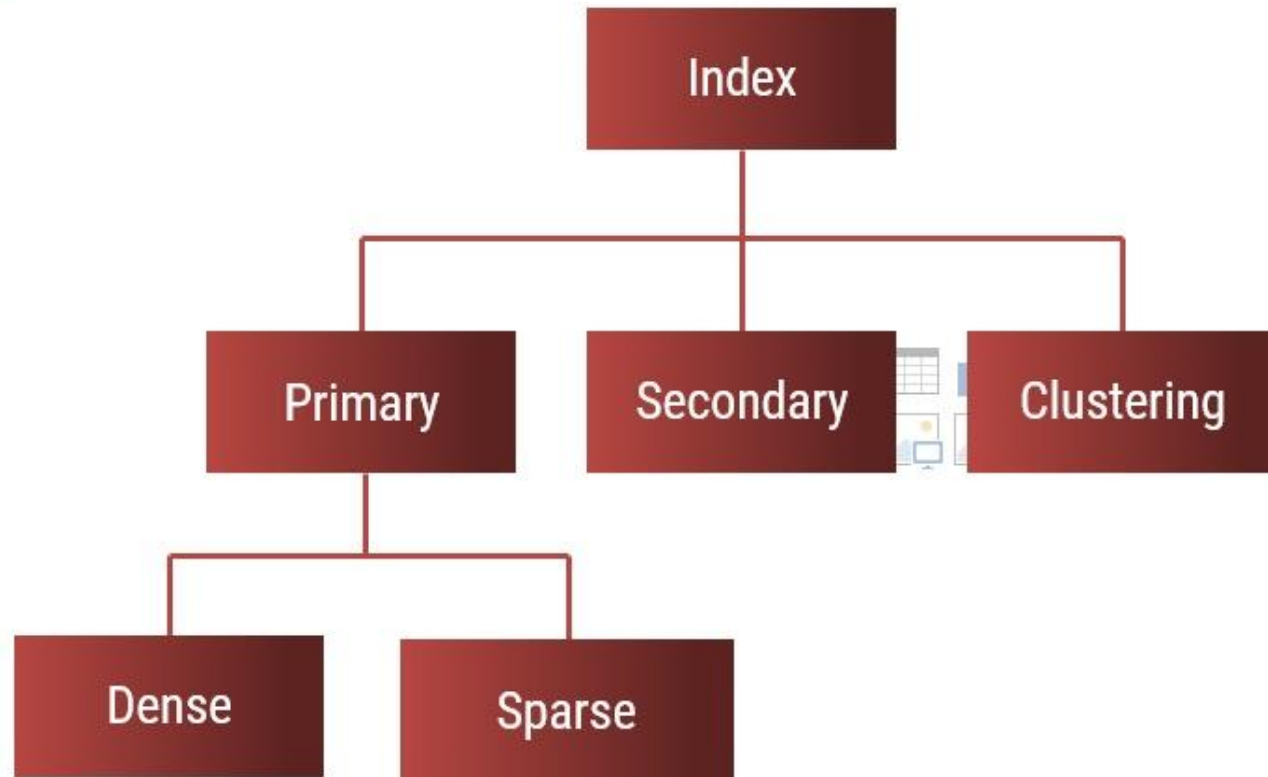 Index
Primary
Secondary
Clustering
Dense
Sparse